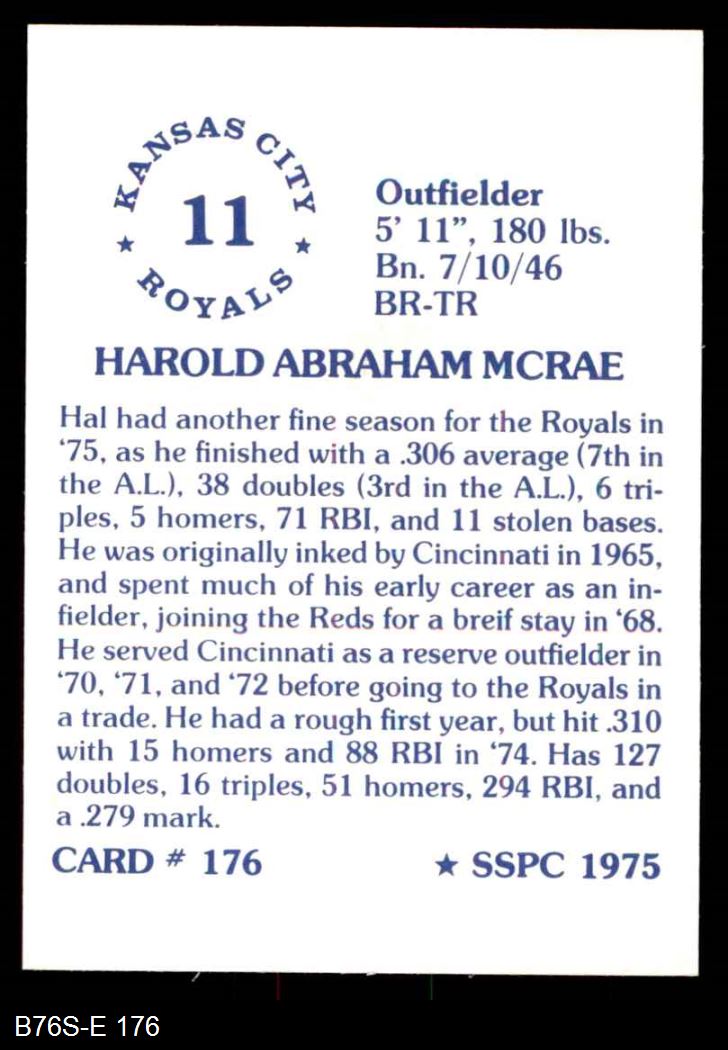 KANSAS CITY
★ 11 ★
ROYALS
Outfielder
5’ 11”, 180 lbs.
Bn. 7/10/46
BR-TR
HAROLD ABRAHAM MCRAE
Hal had another fine season for the Royals in
‘75, as he finished with a .306 average (7th in
the A.L.), 38 doubles (3rd in the A.L.), 6 tri-
ples, 5 homers, 71 RBI, and 11 stolen bases.
He was originally inked by Cincinnati in 1965,
and spent much of his early career as an in-
fielder, joining the Reds for a breif stay in ‘68.
He served Cincinnati as a reserve outfielder in
‘70, ‘71, and ‘72 before going to the Royals in
a trade. He had a rough first year, but hit .310
with 15 homers and 88 RBI in ‘74. Has 127
doubles, 16 triples, 51 homers, 294 RBI, and
a .279 mark.
CARD # 176 ★ SSPC 1975
B76S-E 176